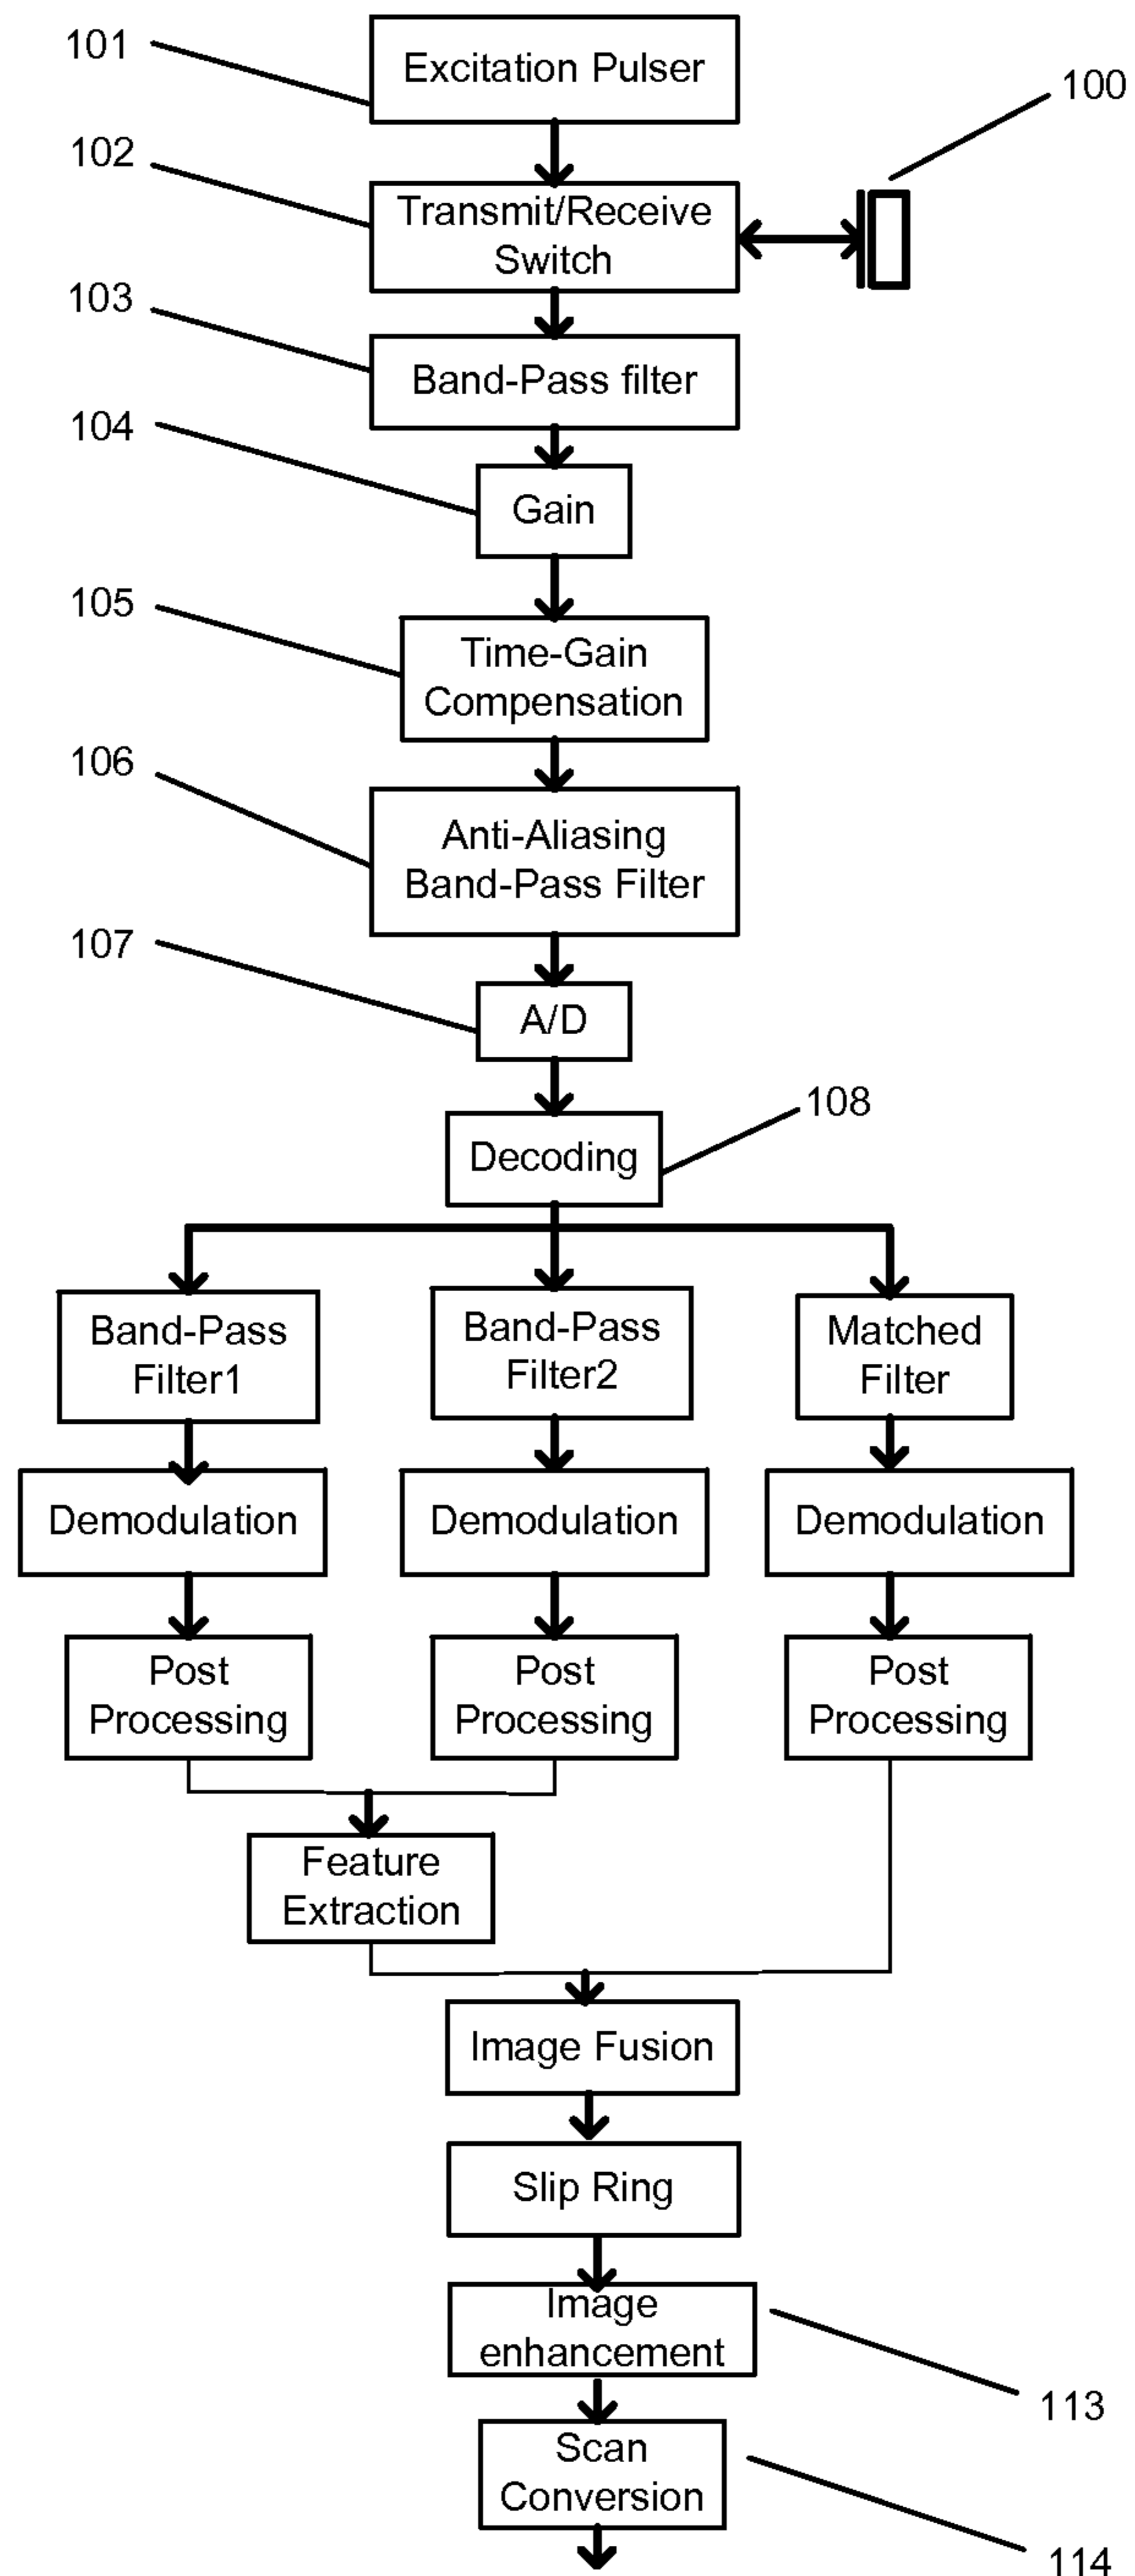 101
Excitation Pulser
100
102
Transmit/Receive
Switch
103
Band-Pass filter
104
Gain
105
Time-Gain
Compensation
106
Anti-Aliasing
Band-Pass Filter
107
A/D
108
Decoding
Band-Pass
Filter1
Band-Pass
Filter2
Matched
Filter
Demodulation
Demodulation
Demodulation
Post
Processing
Post
Processing
Post
Processing
Feature
Extraction
Image Fusion
Slip Ring
Image
enhancement
113
Scan
Conversion
114